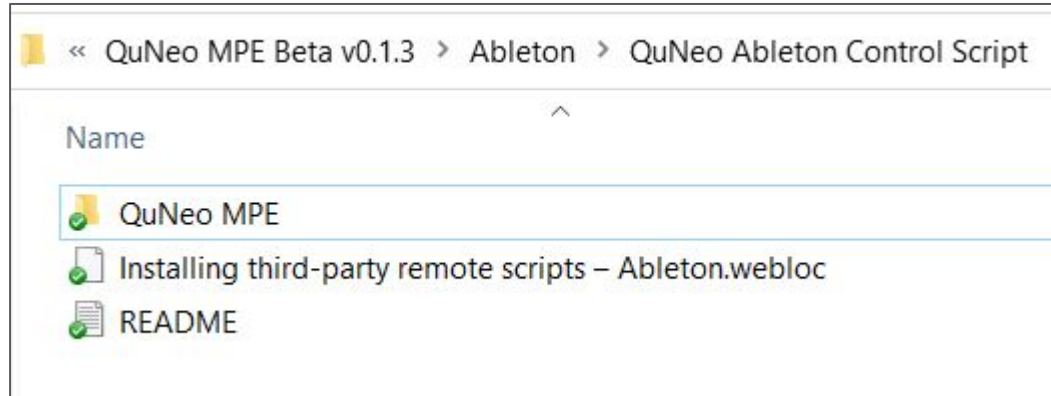 « QuNeo MPE Beta v0.1.3 > Ableton > QuNeo Ableton Control Script
Name
QuNeo MPE
Installing third-party remote scripts – Ableton.webloc
README